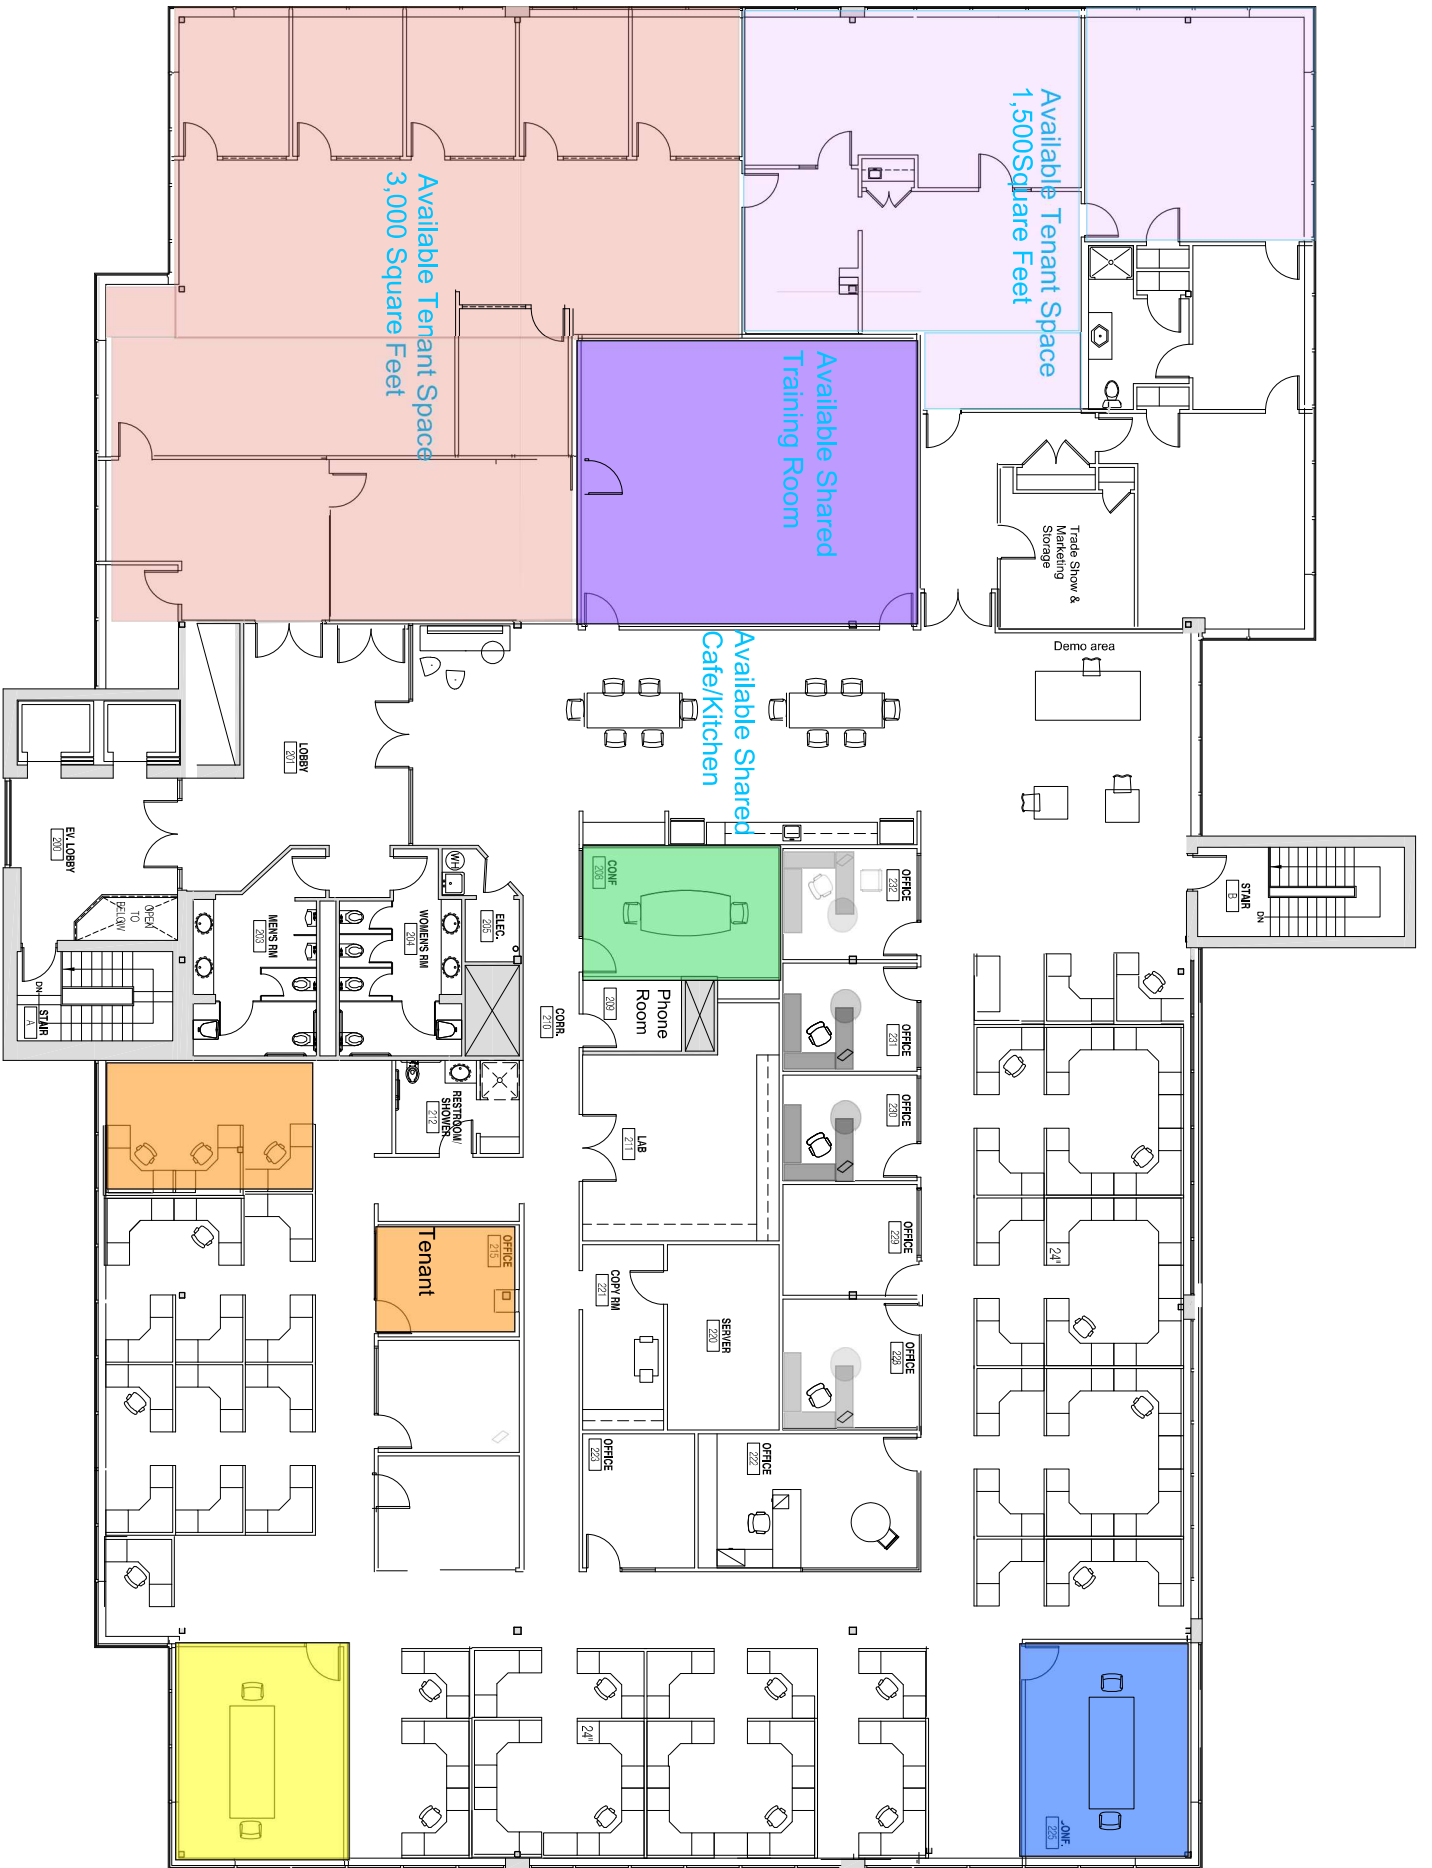 Available Tenant Space
1,500Square Feet
Available Tenant Space
3,000 Square Feet
Available Shared
Training Room
Trade Show &
Marketing
Storage
Demo area
Available Shared
Cafe/Kitchen
LOBBY
201
EV. LOBBY
200
OPEN
TO
BELOW
DN
STAIR
A
MEN'S RM
203
WOMEN'S RM
204
WH
ELEC.
205
CONF
208
OFFICE
232
STAIR
B
DN
Phone
Room
209
CORR.
210
OFFICE
231
RESTROOM/
SHOWER
212
LAB
211
OFFICE
230
Tenant
OFFICE
215
OFFICE
229
24"
COPY RM
221
SERVER
220
OFFICE
228
OFFICE
223
OFFICE
222
24"
CONF.
225